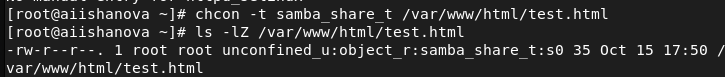 [root@aiishanova ~]# chcon -t samba_share_t /var/www/html/test.html
[root@aiishanova ~]# ls -lZ /var/www/html/test.html
-rw-r--r--. 1 root root unconfined_u:object_r:samba_share_t:s0 35 Oct 15 17:50 /
var/www/html/test.html